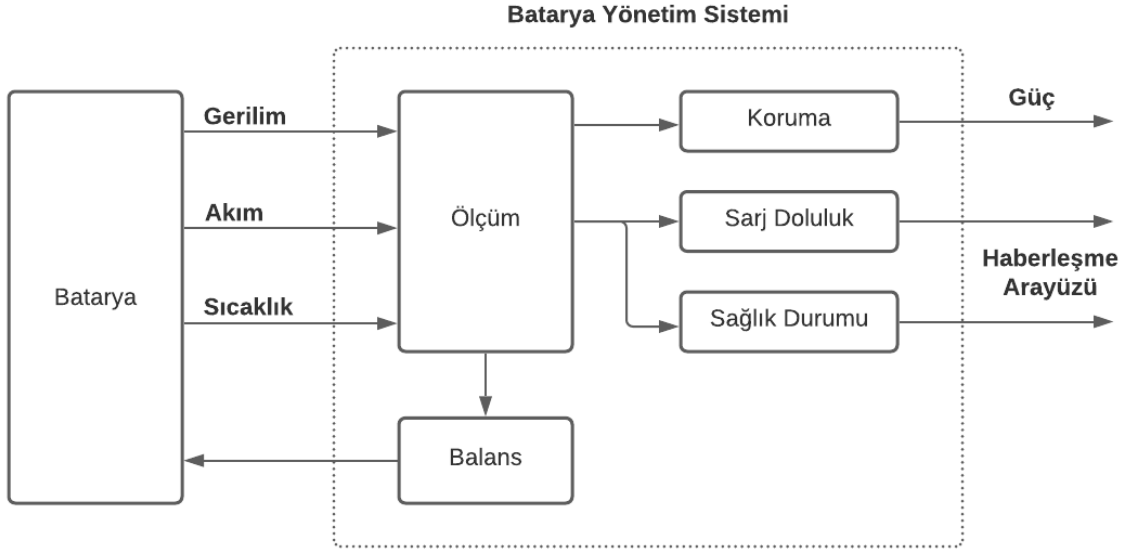 Batarya Yönetim Sistemi
Batarya
Gerilim
Akım
Sıcaklık
Ölçüm
Balans
Koruma
Sarj Doluluk
Sağlık Durumu
Güç
Haberleşme
Arayüzü